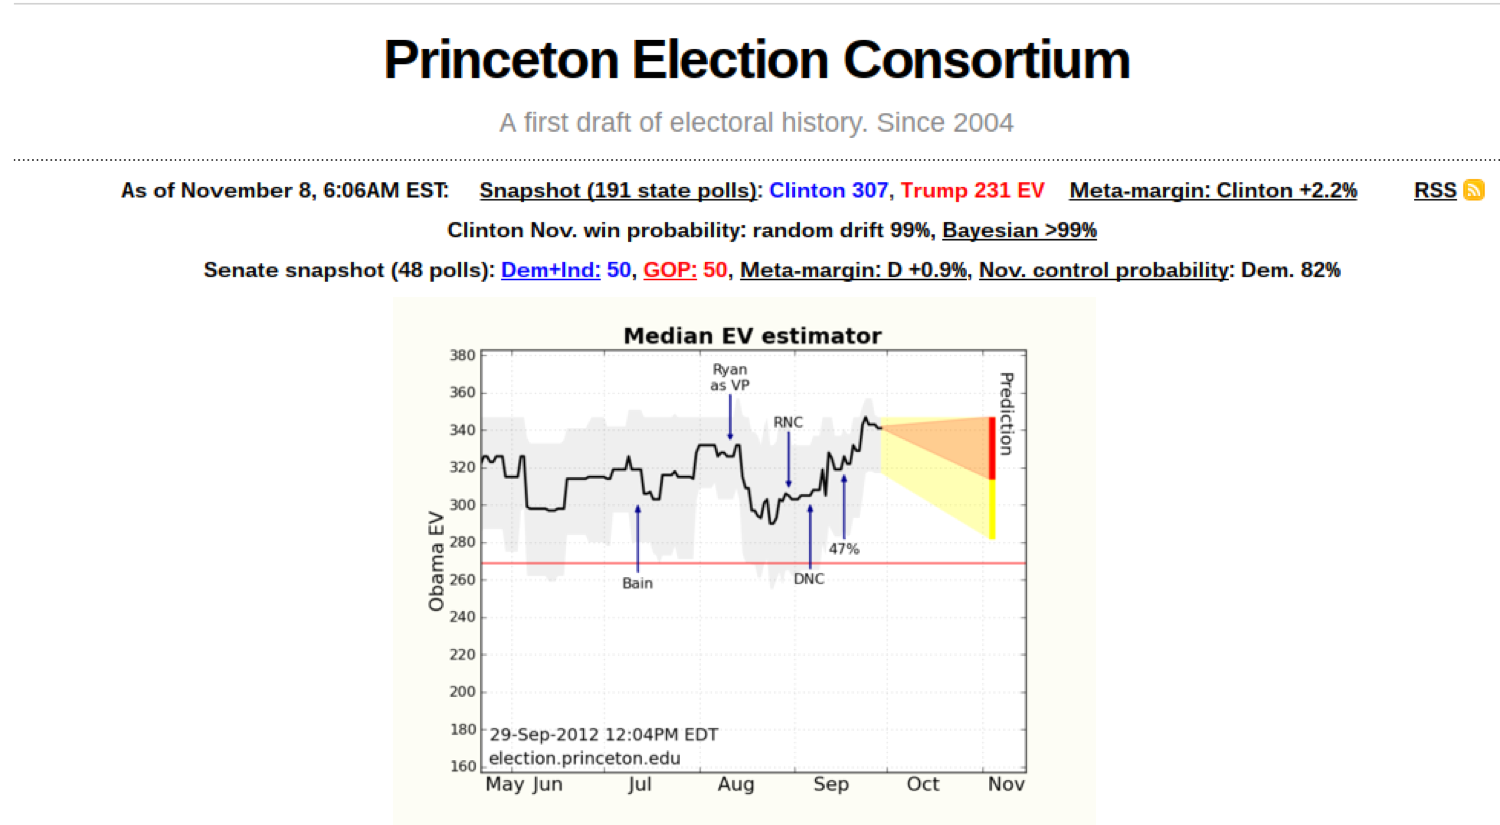 Princeton Election Consortium
A first draft of electoral history. Since 2004
As of November 8, 6:06AM EST: Snapshot (191 state polls): Clinton 307, Trump 231 EV Meta-margin: Clinton +2.2% RSS
Clinton Nov. win probability: random drift 99%, Bayesian >99%
Senate snapshot (48 polls): Dem+Ind: 50, GOP: 50, Meta-margin: D +0.9%, Nov. control probability: Dem. 82%
Median EV estimator
380
360
340
320
300
280
260
240
220
200
180
160
Obama EV
Ryan
as VP
RNC
Prediction
47%
DNC
Bain
29-Sep-2012 12:04PM EDT
election.princeton.edu
May Jun Jul Aug Sep Oct Nov